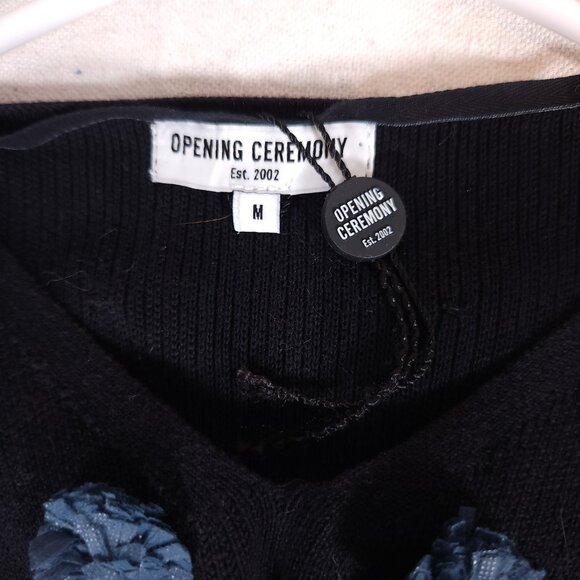 OPENING CEREMONY
Est. 2002
M
OPENING
CEREMONY
Est. 2002